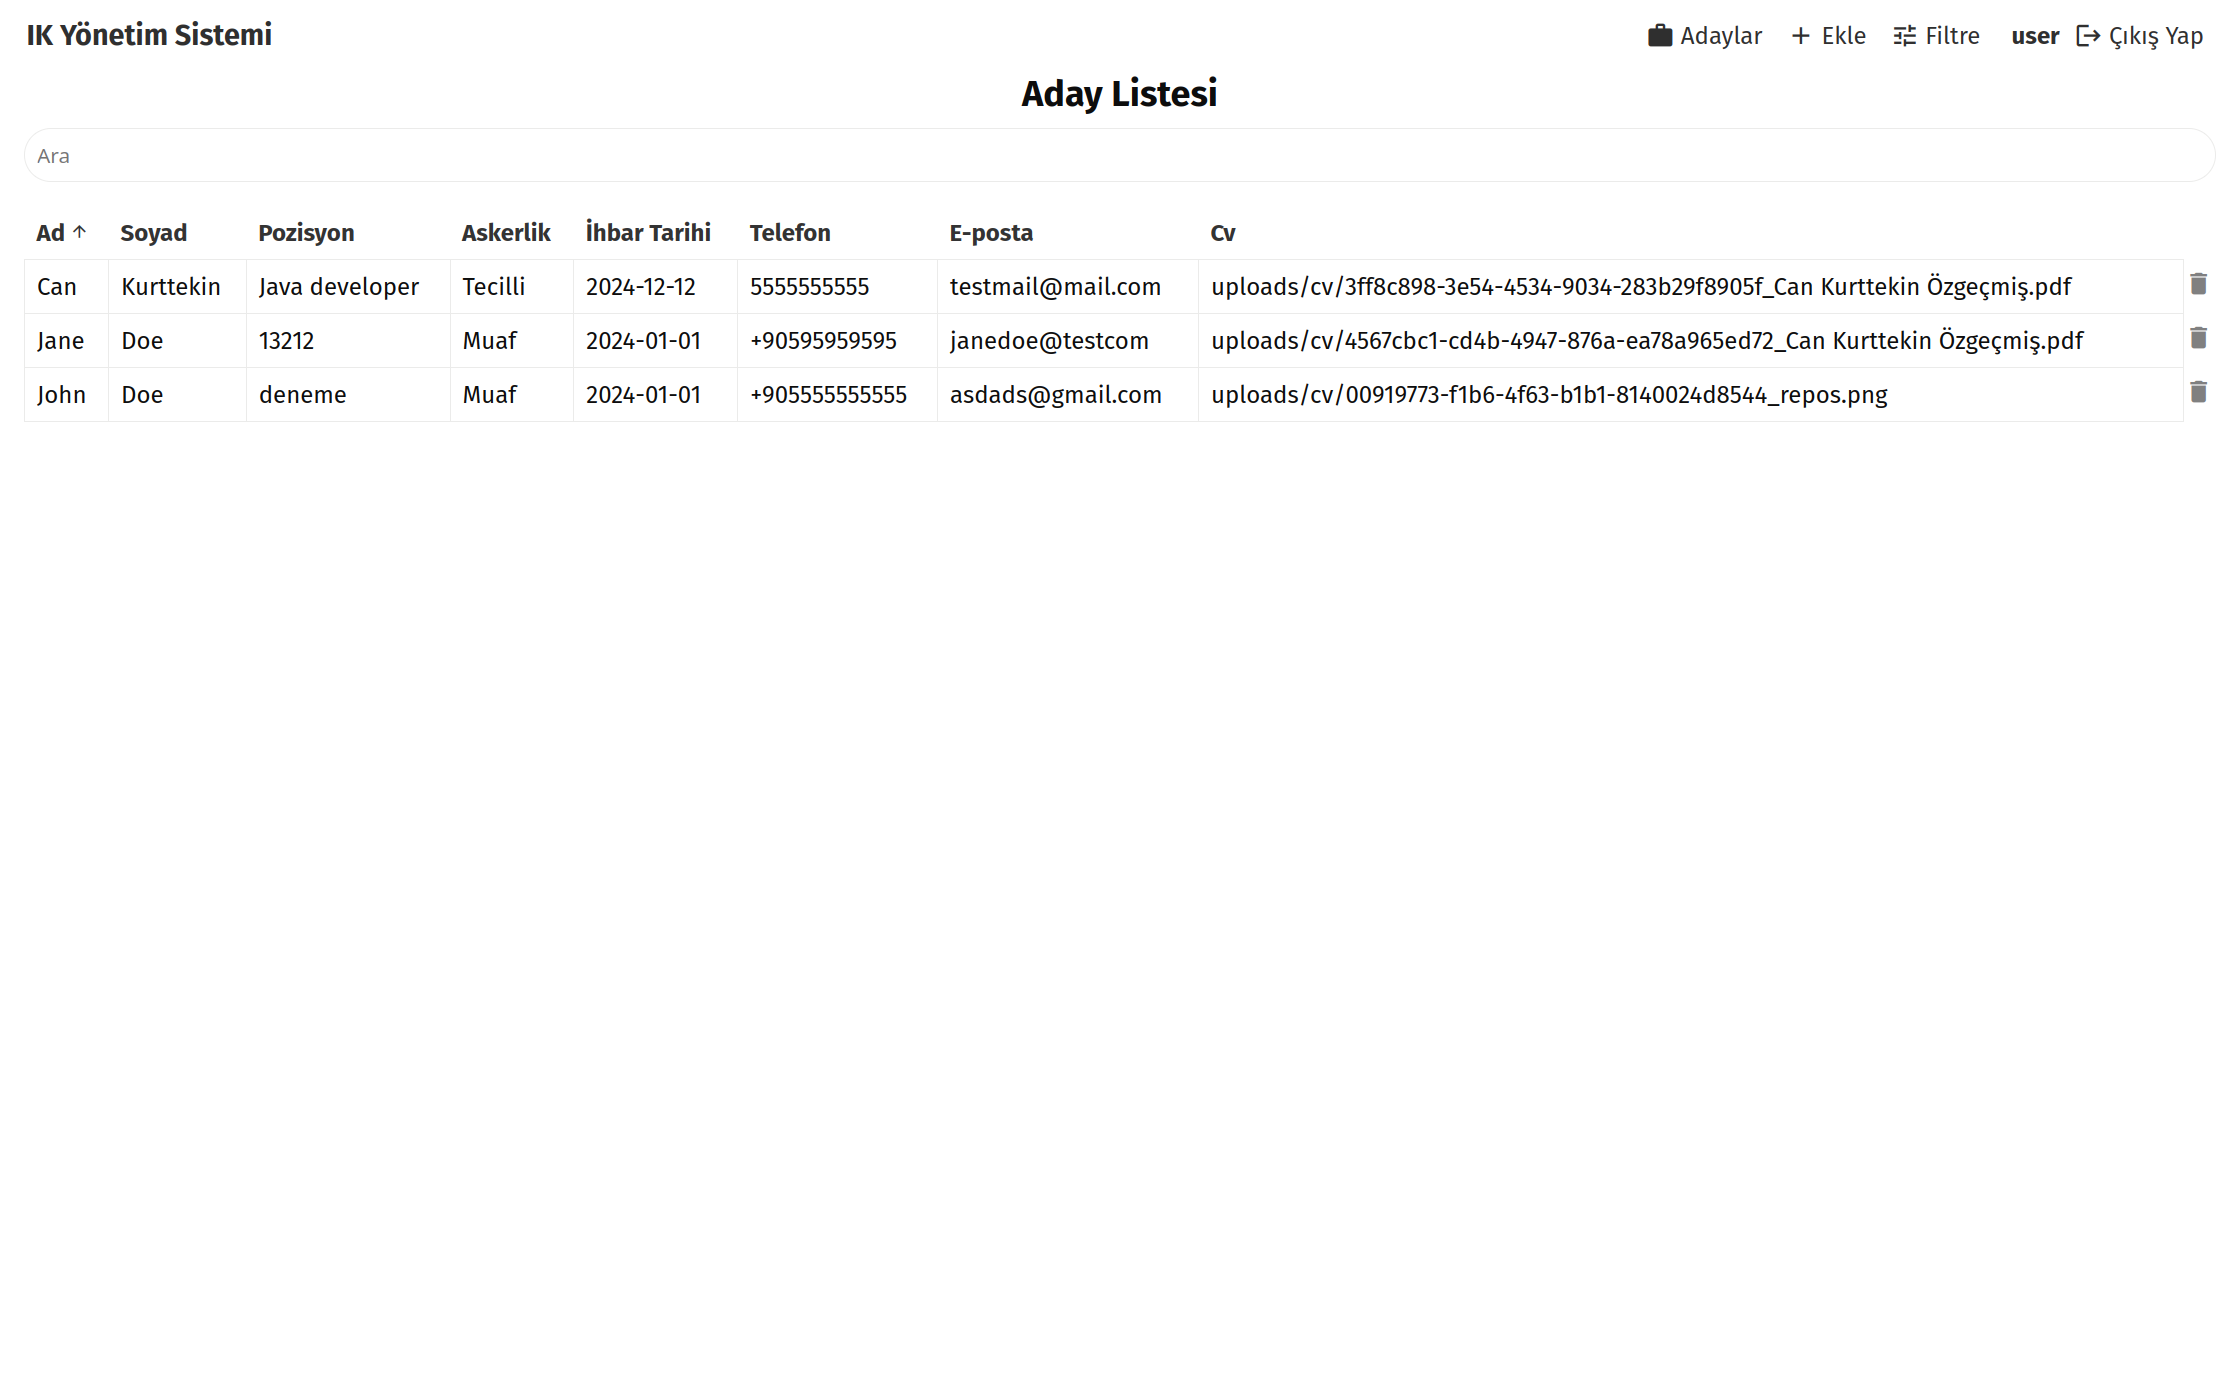 IK Yönetim Sistemi Adaylar Ekle Filtre user Çıkış Yap
Aday Listesi
Ara
Ad ↑ Soyad Pozisyon Askerlik İhbar Tarihi Telefon E-posta Cv
Can Kurttekin Java developer Tecilli 2024-12-12 5555555555 testmail@mail.com uploads/cv/3ff8c898-3e54-4534-9034-283b29f8905f_Can Kurttekin Özgeçmiş.pdf
Jane Doe 13212 Muaf 2024-01-01 +90595959595 janedoe@testcom uploads/cv/4567cbc1-cd4b-4947-876a-ea78a965ed72_Can Kurttekin Özgeçmiş.pdf
John Doe deneme Muaf 2024-01-01 +905555555555 asdads@gmail.com uploads/cv/00919773-f1b6-4f63-b1b1-8140024d8544_repos.png